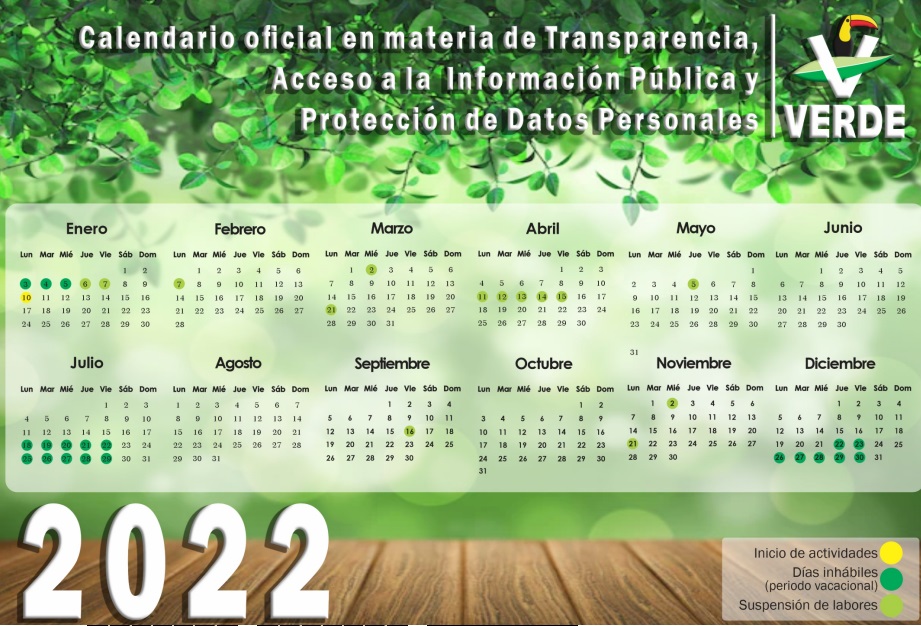 Calendario oficial en materia de Transparencia,
Acceso a la Información Pública y
Protección de Datos Personales
VERDE
Enero
Lun Mar Mié Jue Vie Sáb Dom
1 2
3 4 5 6 7 8 9
10 11 12 13 14 15 16
17 18 19 20 21 22 23
24 25 26 27 28 29 30
Febrero
Lun Mar Mié Jue Vie Sáb Dom
1 2 3 4 5 6
7 8 9 10 11 12 13
14 15 16 17 18 19 20
21 22 23 24 25 26 27
28
Marzo
Lun Mar Mié Jue Vie Sáb Dom
1 2 3 4 5 6
7 8 9 10 11 12 13
14 15 16 17 18 19 20
21 22 23 24 25 26 27
28 29 30 31
Abril
Lun Mar Mié Jue Vie Sáb Dom
1 2 3
4 5 6 7 8 9 10
11 12 13 14 15 16 17
18 19 20 21 22 23 24
25 26 27 28 29 30
Mayo
Lun Mar Mié Jue Vie Sáb Dom
1
2 3 4 5 6 7 8
9 10 11 12 13 14 15
16 17 18 19 20 21 22
23 24 25 26 28 29 30
31
Junio
Lun Mar Mié Jue Vie Sáb Dom
1 2 3 4 5
6 7 8 9 10 11 12
13 14 15 16 17 18 19
20 21 22 23 24 25 26
27 28 29 30
Julio
Lun Mar Mié Jue Vie Sáb Dom
1 2 3
4 5 6 7 8 9 10
11 12 13 14 15 16 17
18 19 20 21 22 23 24
25 26 27 28 29 30 31
Agosto
Lun Mar Mié Jue Vie Sáb Dom
1 2 3 4 5 6 7
8 9 10 11 12 13 14
15 16 17 18 19 20 21
22 23 24 25 26 27 28
29 30 31
Septiembre
Lun Mar Mié Jue Vie Sáb Dom
1 2 3 4
5 6 7 8 9 10 11
12 13 14 15 16 17 18
19 20 21 22 23 24 25
26 27 28 29 30
Octubre
Lun Mar Mié Jue Vie Sáb Dom
1 2
3 4 5 6 7 8 9
10 11 12 13 14 15 16
17 18 19 20 21 22 23
24 25 26 27 28 29 30
31
Noviembre
Lun Mar Mié Jue Vie Sáb Dom
1 2 3 4 5 6
7 8 9 10 11 12 13
14 15 16 17 18 19 20
21 22 23 24 25 26 27
28 29 30
Diciembre
Lun Mar Mié Jue Vie Sáb Dom
1 2 3 4
5 6 7 8 9 10 11
12 13 14 15 16 17 18
19 20 21 22 23 24 25
26 27 28 29 30 31
2022
Inicio de actividades
Días inhábiles
(periodo vacacional)
Suspensión de labores